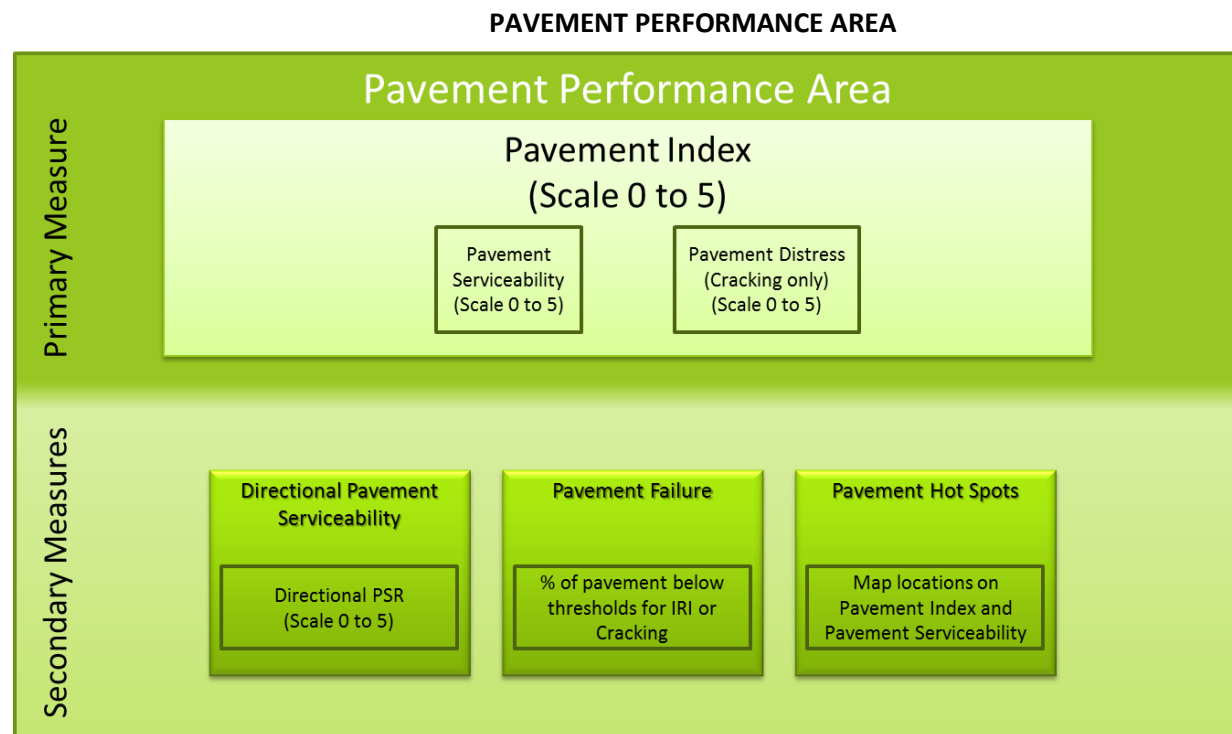 PAVEMENT PERFORMANCE AREA
Pavement Performance Area
Primary Measure
Pavement Index
(Scale 0 to 5)
Pavement
Serviceability
(Scale 0 to 5)
Pavement Distress
(Cracking only)
(Scale 0 to 5)
Secondary Measures
Directional Pavement
Serviceability
Directional PSR
(Scale 0 to 5)
Pavement Failure
% of pavement below
thresholds for IRI or
Cracking
Pavement Hot Spots
Map locations on
Pavement Index and
Pavement Serviceability